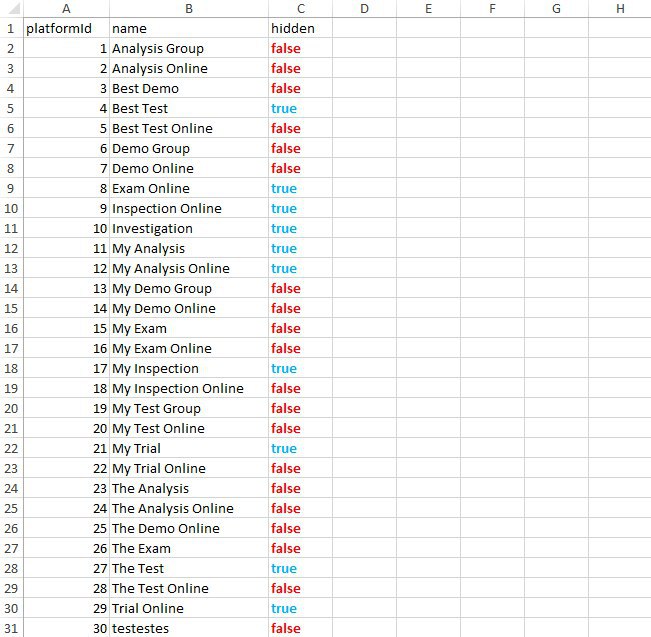 A B C D E F G H
1 platformId name hidden
2 1 Analysis Group false
3 2 Analysis Online false
4 3 Best Demo false
5 4 Best Test true
6 5 Best Test Online false
7 6 Demo Group false
8 7 Demo Online false
9 8 Exam Online true
10 9 Inspection Online true
11 10 Investigation true
12 11 My Analysis true
13 12 My Analysis Online true
14 13 My Demo Group false
15 14 My Demo Online false
16 15 My Exam false
17 16 My Exam Online false
18 17 My Inspection true
19 18 My Inspection Online false
20 19 My Test Group false
21 20 My Test Online false
22 21 My Trial true
23 22 My Trial Online false
24 23 The Analysis false
25 24 The Analysis Online false
26 25 The Demo Online false
27 26 The Exam false
28 27 The Test true
29 28 The Test Online false
30 29 Trial Online true
31 30 testestes false